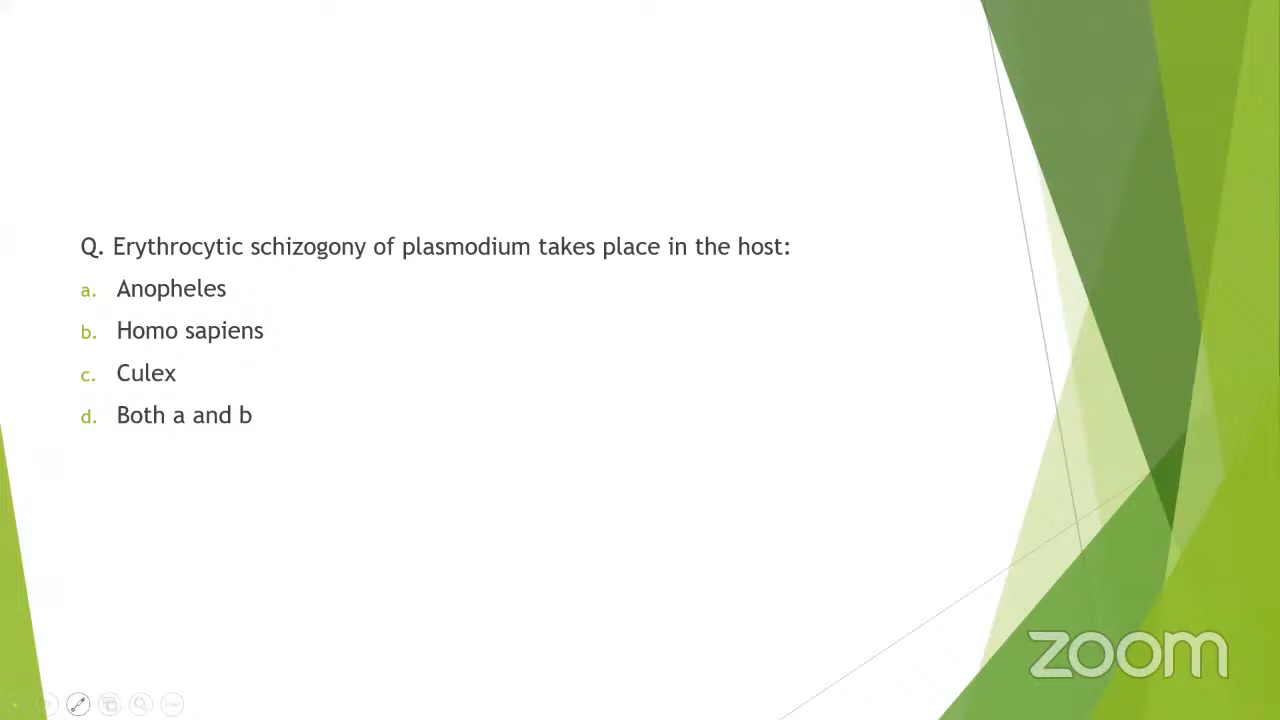 Q. Erythrocytic schizogony of plasmodium takes place in the host:
a. Anopheles
b. Homo sapiens
c. Culex
d. Both a and b
zoom